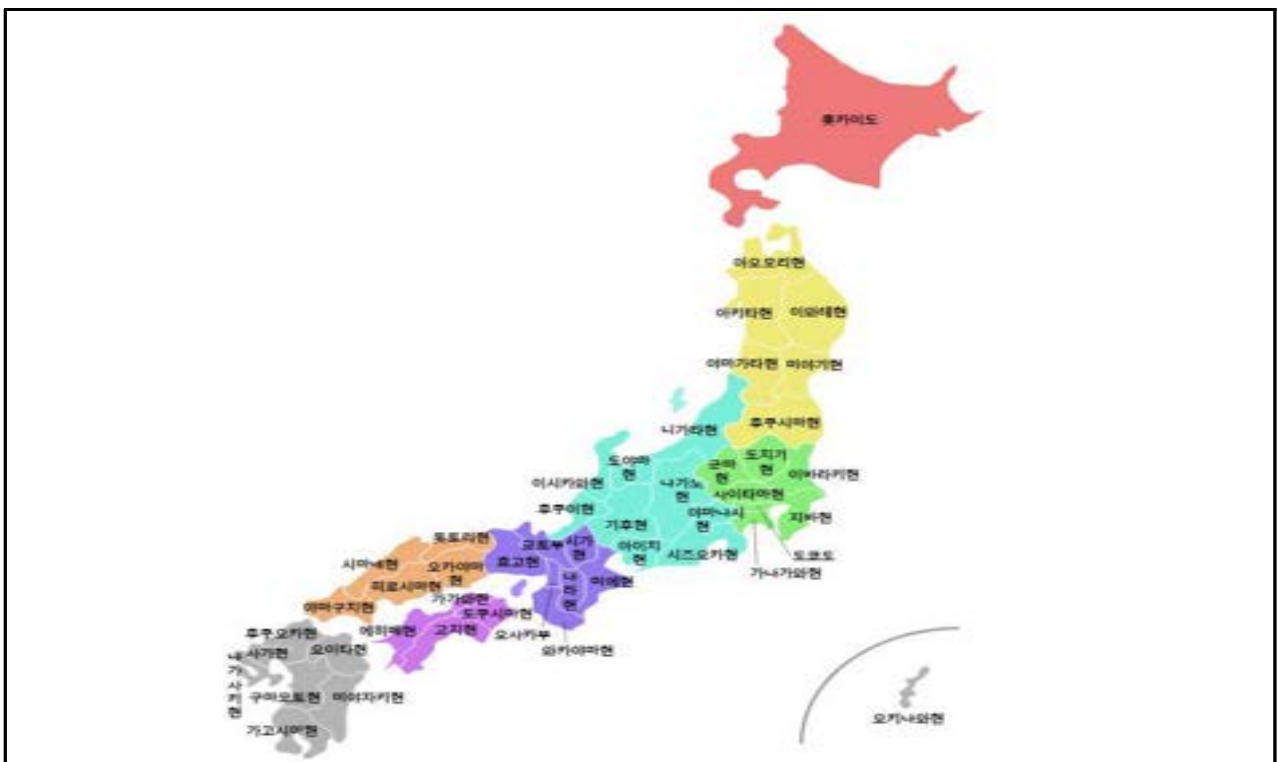 홋카이도
아오모리현
아키타현 이와테현
야마가타현 미야기현
후쿠시마현
니가타현
도치기
현
군마
현
이바라키현
도야마
현
이시카와현
나가노
현
사이타마현
후쿠이현
야마나시
현
지바현
기후현
아이치
현
시즈오카현
도쿄도
가나가와현
돗토리현
교토부
시가
현
시마네현
오카야마
현
효고현
히로시마현
나
라
현
미에현
가가와현
야마구치현
도쿠시마현
에히메현
고치현
오사카부
와카야마현
후쿠오카현
사가현
오이타현
나
가
사
키
현
구마모토현 미야자키현
가고시마현
오키나와현